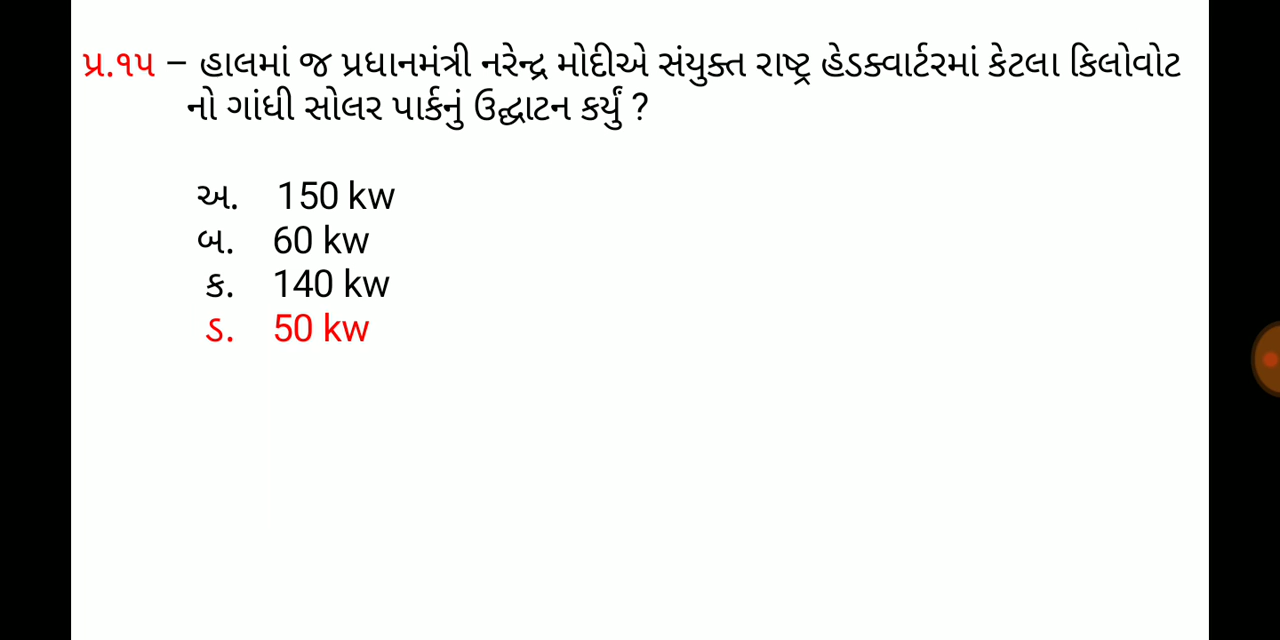 પ્ર.૧૫ – હાલમાં જ પ્રધાનમંત્રી નરેન્દ્ર મોદીએ સંયુક્ત રાષ્ટ્ર હેડક્વાર્ટરમાં કેટલા કિલોવોટ
નો ગાંધી સોલર પાર્કનું ઉદ્ઘાટન કર્યું ?
અ. 150 kw
બ. 60 kw
ક. 140 kw
ડ. 50 kw